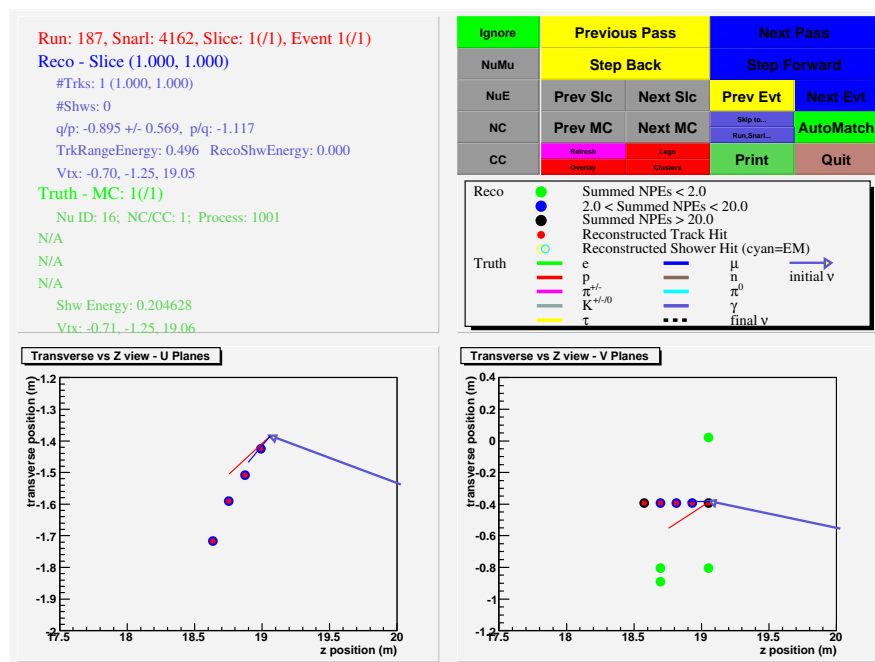 Run: 187, Snarl: 4162, Slice: 1(/1), Event 1(/1)
Reco - Slice (1.000, 1.000)
#Trks: 1 (1.000, 1.000)
#Shws: 0
q/p: -0.895 +/- 0.569, p/q: -1.117
TrkRangeEnergy: 0.496 RecoShwEnergy: 0.000
Vtx: -0.70, -1.25, 19.05
Truth - MC: 1(/1)
Nu ID: 16; NC/CC: 1; Process: 1001
N/A
N/A
N/A
Shw Energy: 0.204628
Vtx: -0.71, -1.25, 19.06
Ignore Previous Pass Next Pass
NuMu Step Back Step Forward
NuE Prev Slc Next Slc Prev Evt Next Evt
NC Prev MC Next MC Skip to... Run,Snarl... AutoMatch
CC Refresh Overlay Lego Clusters Print Quit
Reco Summed NPEs < 2.0
2.0 < Summed NPEs < 20.0
Summed NPEs > 20.0
Reconstructed Track Hit
Reconstructed Shower Hit (cyan=EM)
Truth e μ initial ν
p n
π+/- π0
K+/-/0 γ
τ final ν
Transverse vs Z view - U Planes
transverse position (m)
-1.2
-1.3
-1.4
-1.5
-1.6
-1.7
-1.8
-1.9
-2
17.5 18 18.5 19 19.5 20
z position (m)
Transverse vs Z view - V Planes
transverse position (m)
0.4
0.2
0
-0.2
-0.4
-0.6
-0.8
-1
-1.2
17.5 18 18.5 19 19.5 20
z position (m)